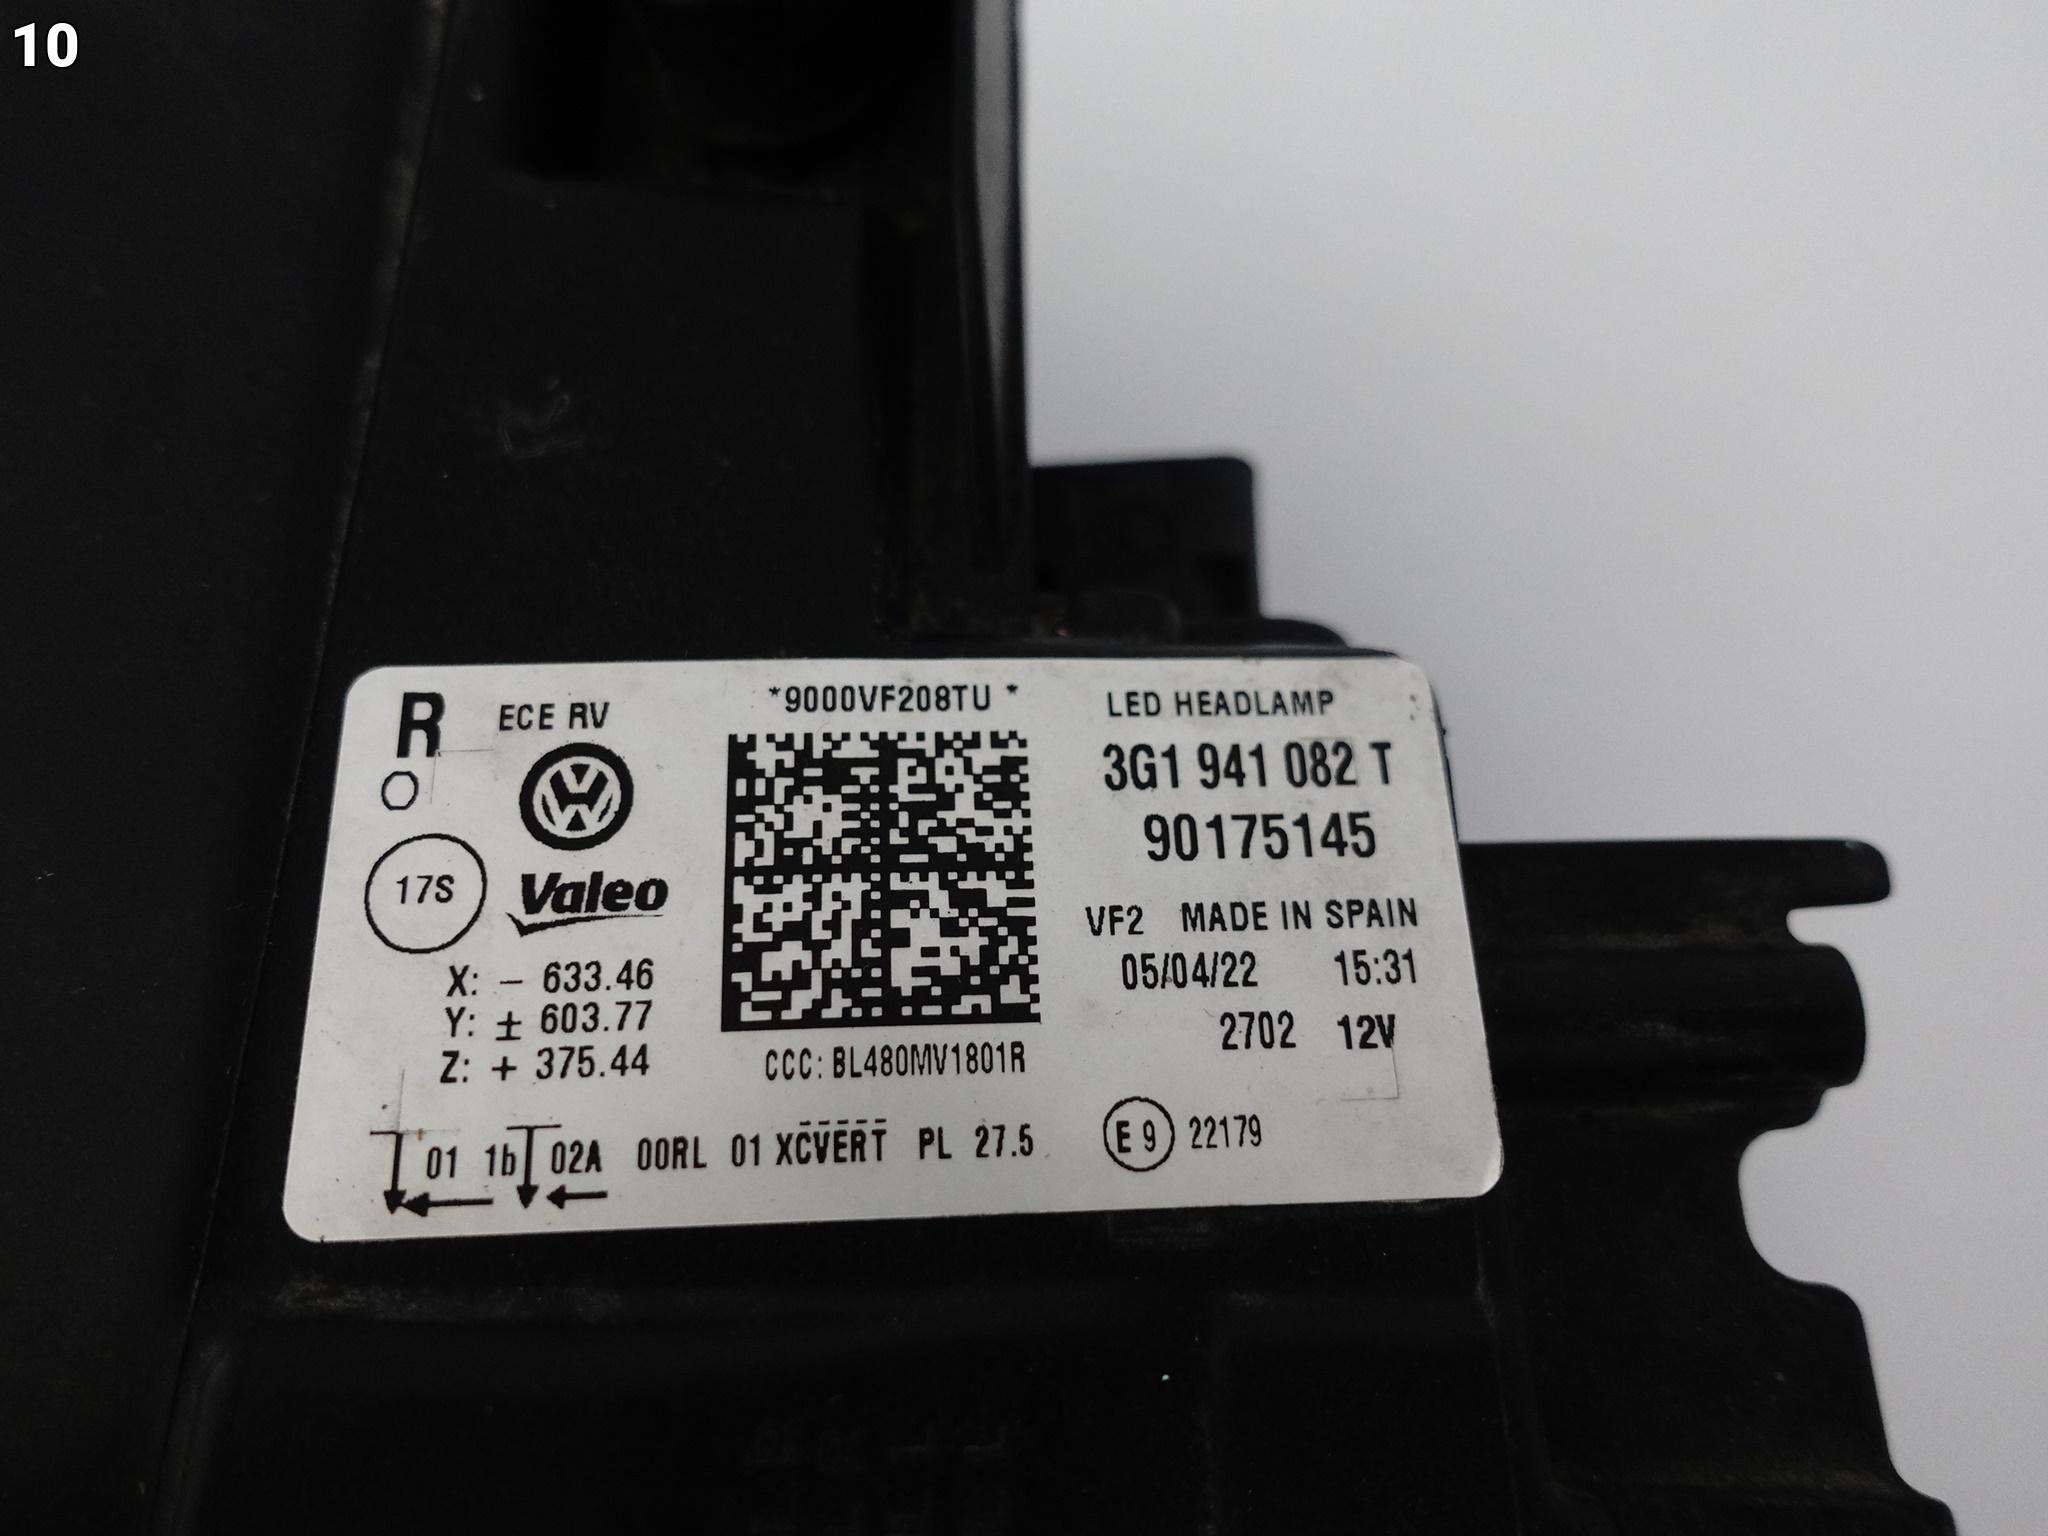 10
R
ECE RV
*9000VF208TU *
LED HEADLAMP
3G1 941 082 T
90175145
17S
Valeo
VF2 MADE IN SPAIN
05/04/22 15:31
2702 12V
X: - 633.46
Y: ± 603.77
Z: + 375.44
CCC: BL480MV1801R
01 1b 02A 00RL 01 XCVERT PL 27.5
E 9 22179
R